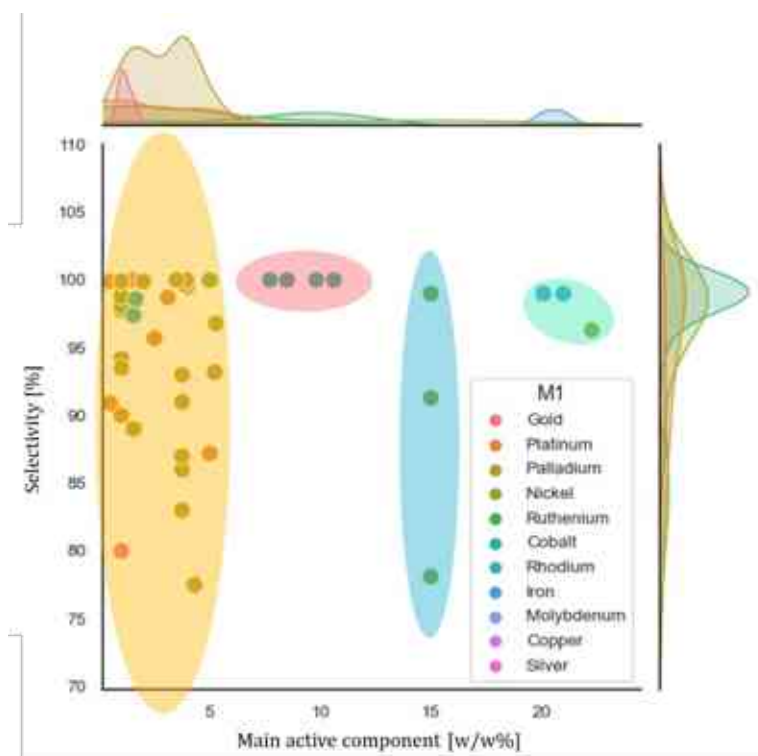 110
105
100
95
90
85
80
75
70
Selectivity [%]
5 10 15 20
Main active component [w/w%]
M1
Gold
Platinum
Palladium
Nickel
Ruthenium
Cobalt
Rhodium
Iron
Molybdenum
Copper
Silver